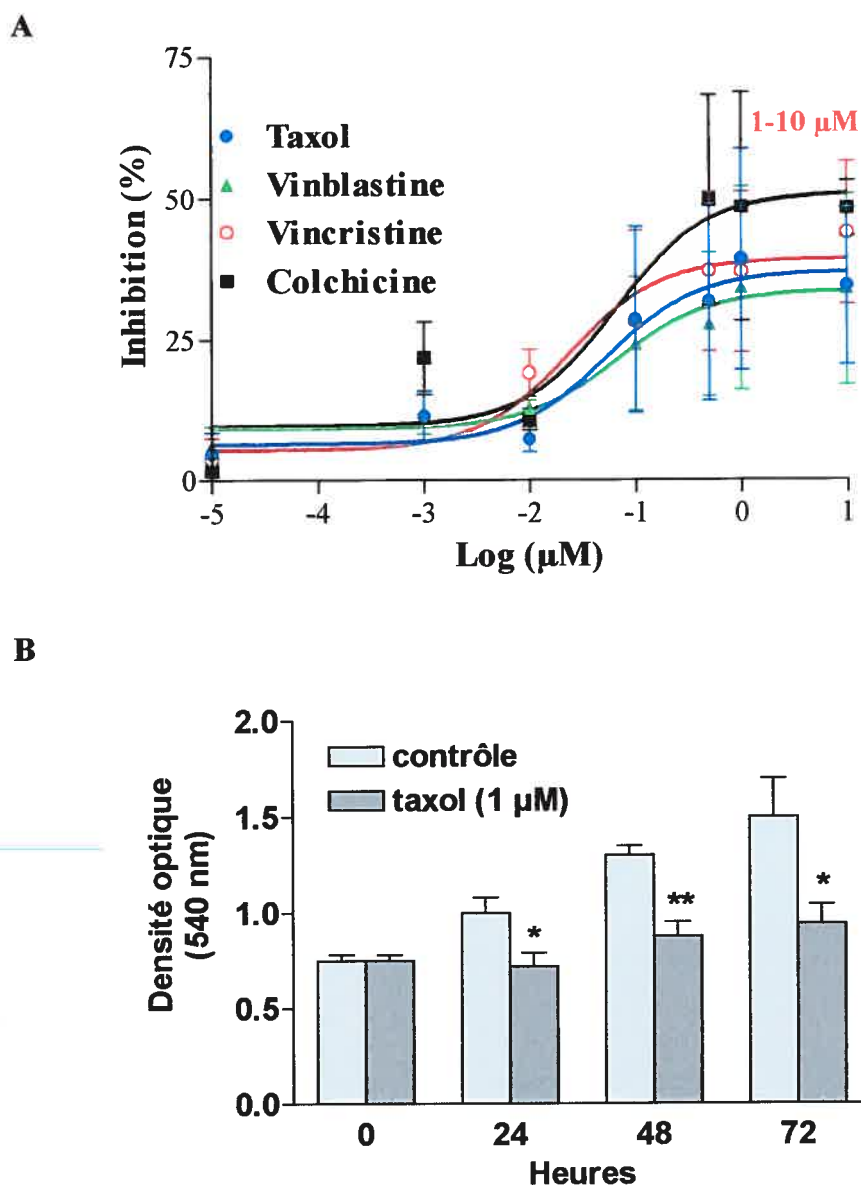 A
75
50
25
0
Inhibition (%)
Taxol
Vinblastine
Vincristine
Colchicine
1-10 µM
-5 -4 -3 -2 -1 0 1
Log (µM)
B
2.0
1.5
1.0
0.5
0.0
Densité optique
(540 nm)
contrôle
taxol (1 µM)
*
**
*
0 24 48 72
Heures